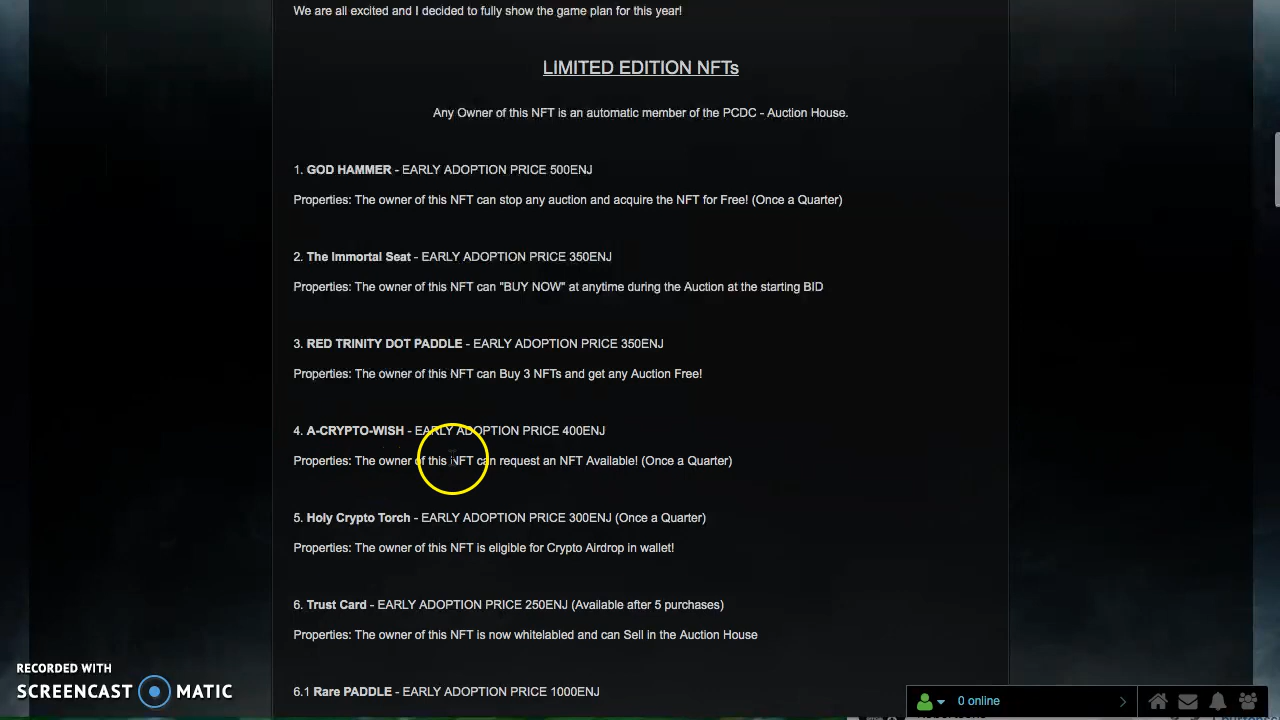 We are all excited and I decided to fully show the game plan for this year!
LIMITED EDITION NFTs
Any Owner of this NFT is an automatic member of the PCDC - Auction House.
1. GOD HAMMER - EARLY ADOPTION PRICE 500ENJ
Properties: The owner of this NFT can stop any auction and acquire the NFT for Free! (Once a Quarter)
2. The Immortal Seat - EARLY ADOPTION PRICE 350ENJ
Properties: The owner of this NFT can "BUY NOW" at anytime during the Auction at the starting BID
3. RED TRINITY DOT PADDLE - EARLY ADOPTION PRICE 350ENJ
Properties: The owner of this NFT can Buy 3 NFTs and get any Auction Free!
4. A-CRYPTO-WISH - EARLY ADOPTION PRICE 400ENJ
Properties: The owner of this NFT can request an NFT Available! (Once a Quarter)
5. Holy Crypto Torch - EARLY ADOPTION PRICE 300ENJ (Once a Quarter)
Properties: The owner of this NFT is eligible for Crypto Airdrop in wallet!
6. Trust Card - EARLY ADOPTION PRICE 250ENJ (Available after 5 purchases)
Properties: The owner of this NFT is now whitelabled and can Sell in the Auction House
6.1 Rare PADDLE - EARLY ADOPTION PRICE 1000ENJ
RECORDED WITH
SCREENCAST MATIC
0 online